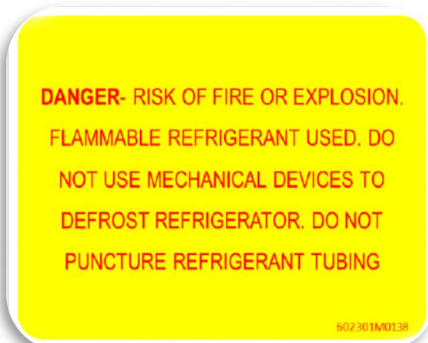 DANGER- RISK OF FIRE OR EXPLOSION.
FLAMMABLE REFRIGERANT USED. DO
NOT USE MECHANICAL DEVICES TO
DEFROST REFRIGERATOR. DO NOT
PUNCTURE REFRIGERANT TUBING
602301M0138